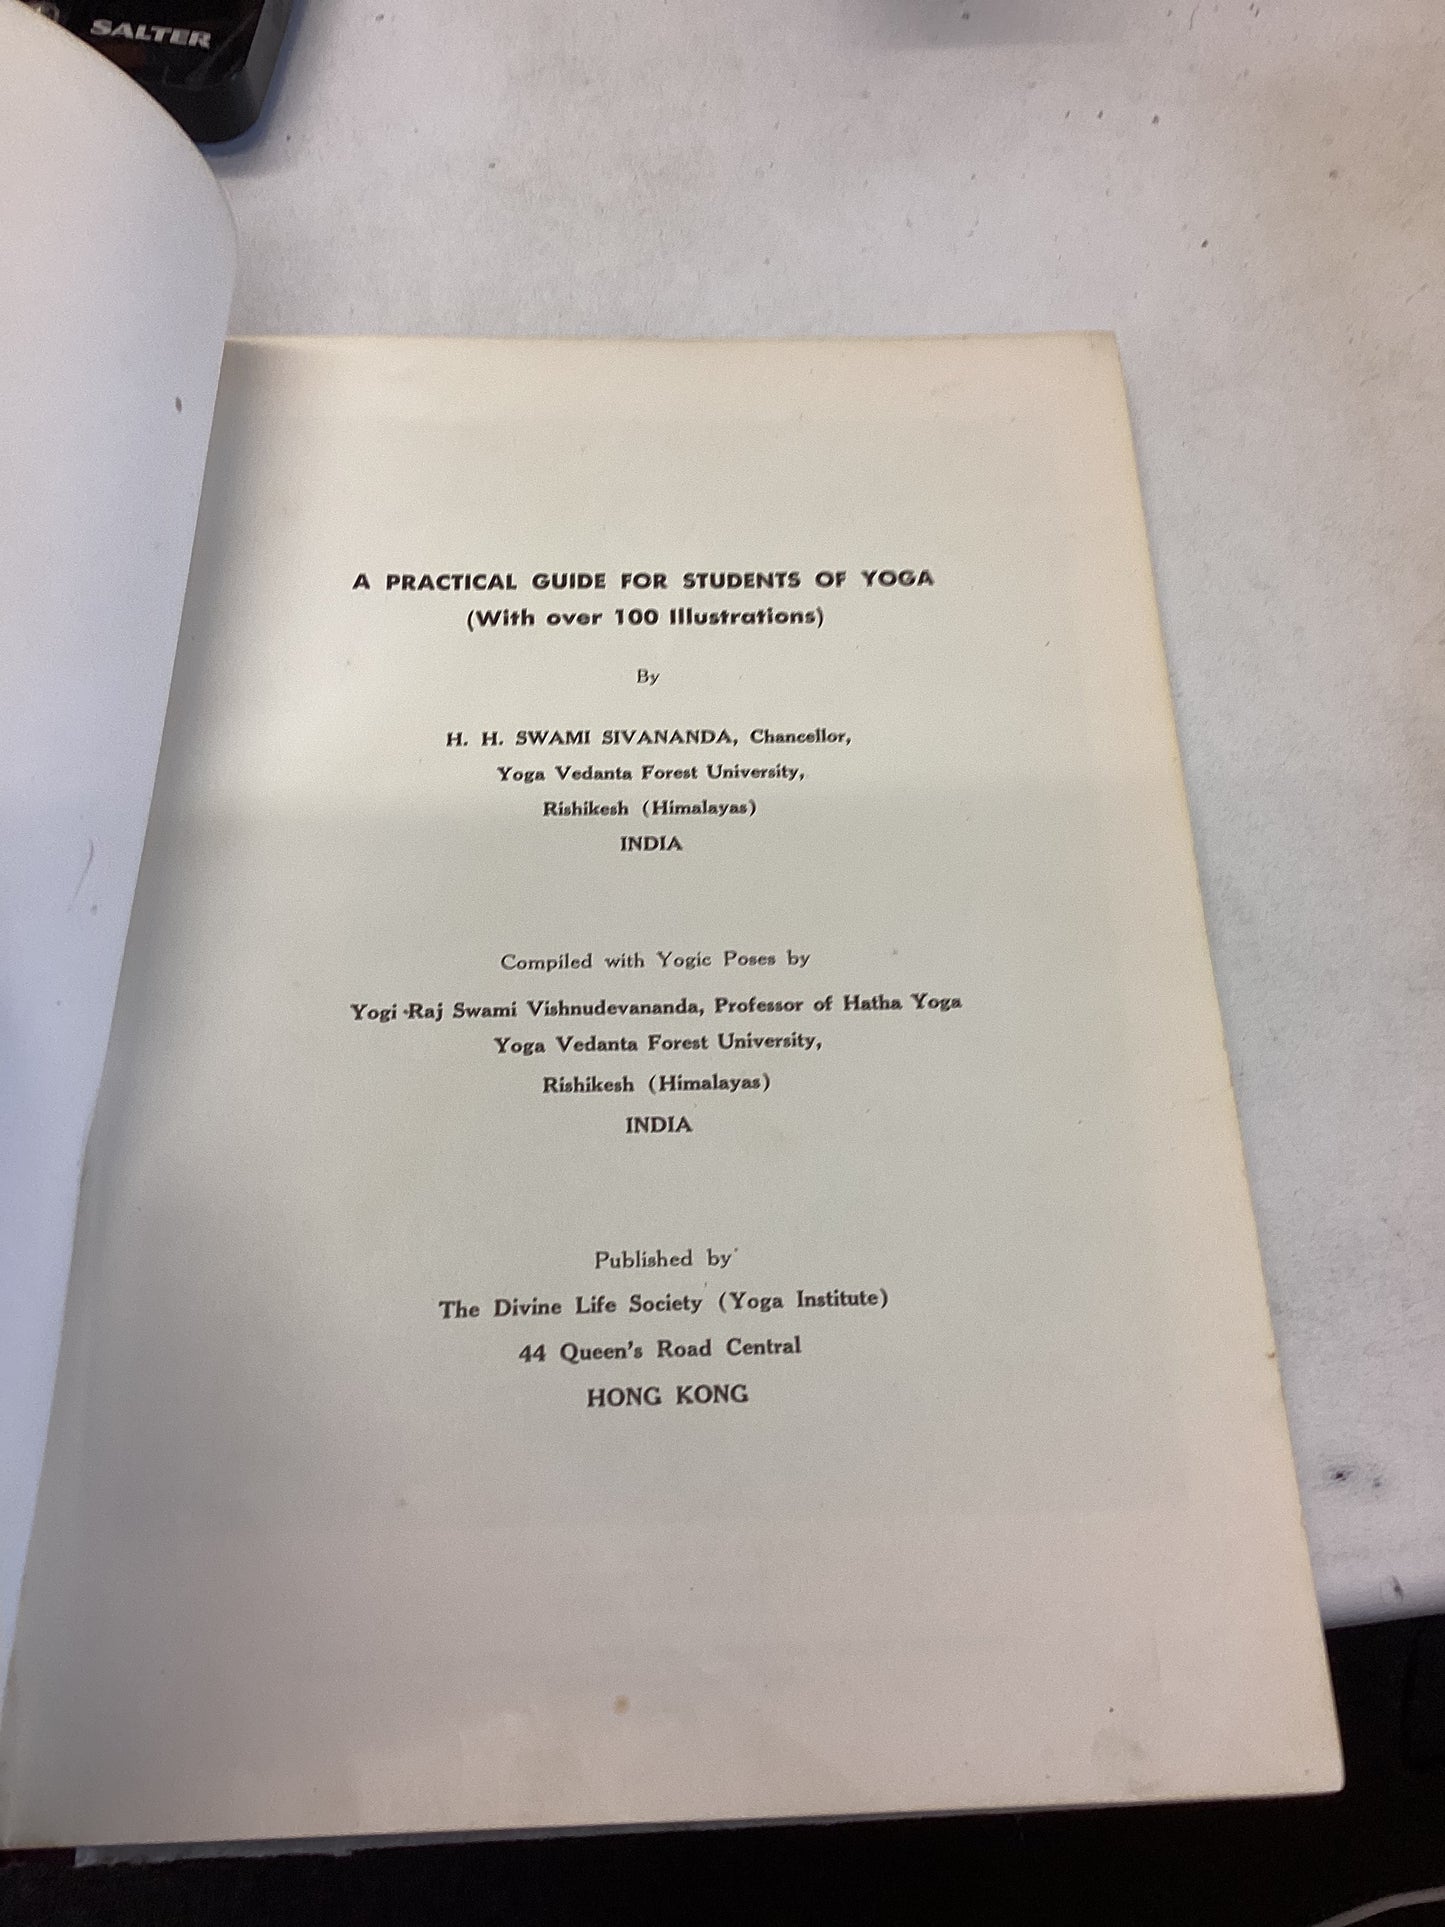 SALTER
A PRACTICAL GUIDE FOR STUDENTS OF YOGA
(With over 100 Illustrations)
By
H. H. SWAMI SIVANANDA, Chancellor,
Yoga Vedanta Forest University,
Rishikesh (Himalayas)
INDIA
Compiled with Yogic Poses by
Yogi-Raj Swami Vishnudevananda, Professor of Hatha Yoga
Yoga Vedanta Forest University,
Rishikesh (Himalayas)
INDIA
Published by
The Divine Life Society (Yoga Institute)
44 Queen's Road Central
HONG KONG